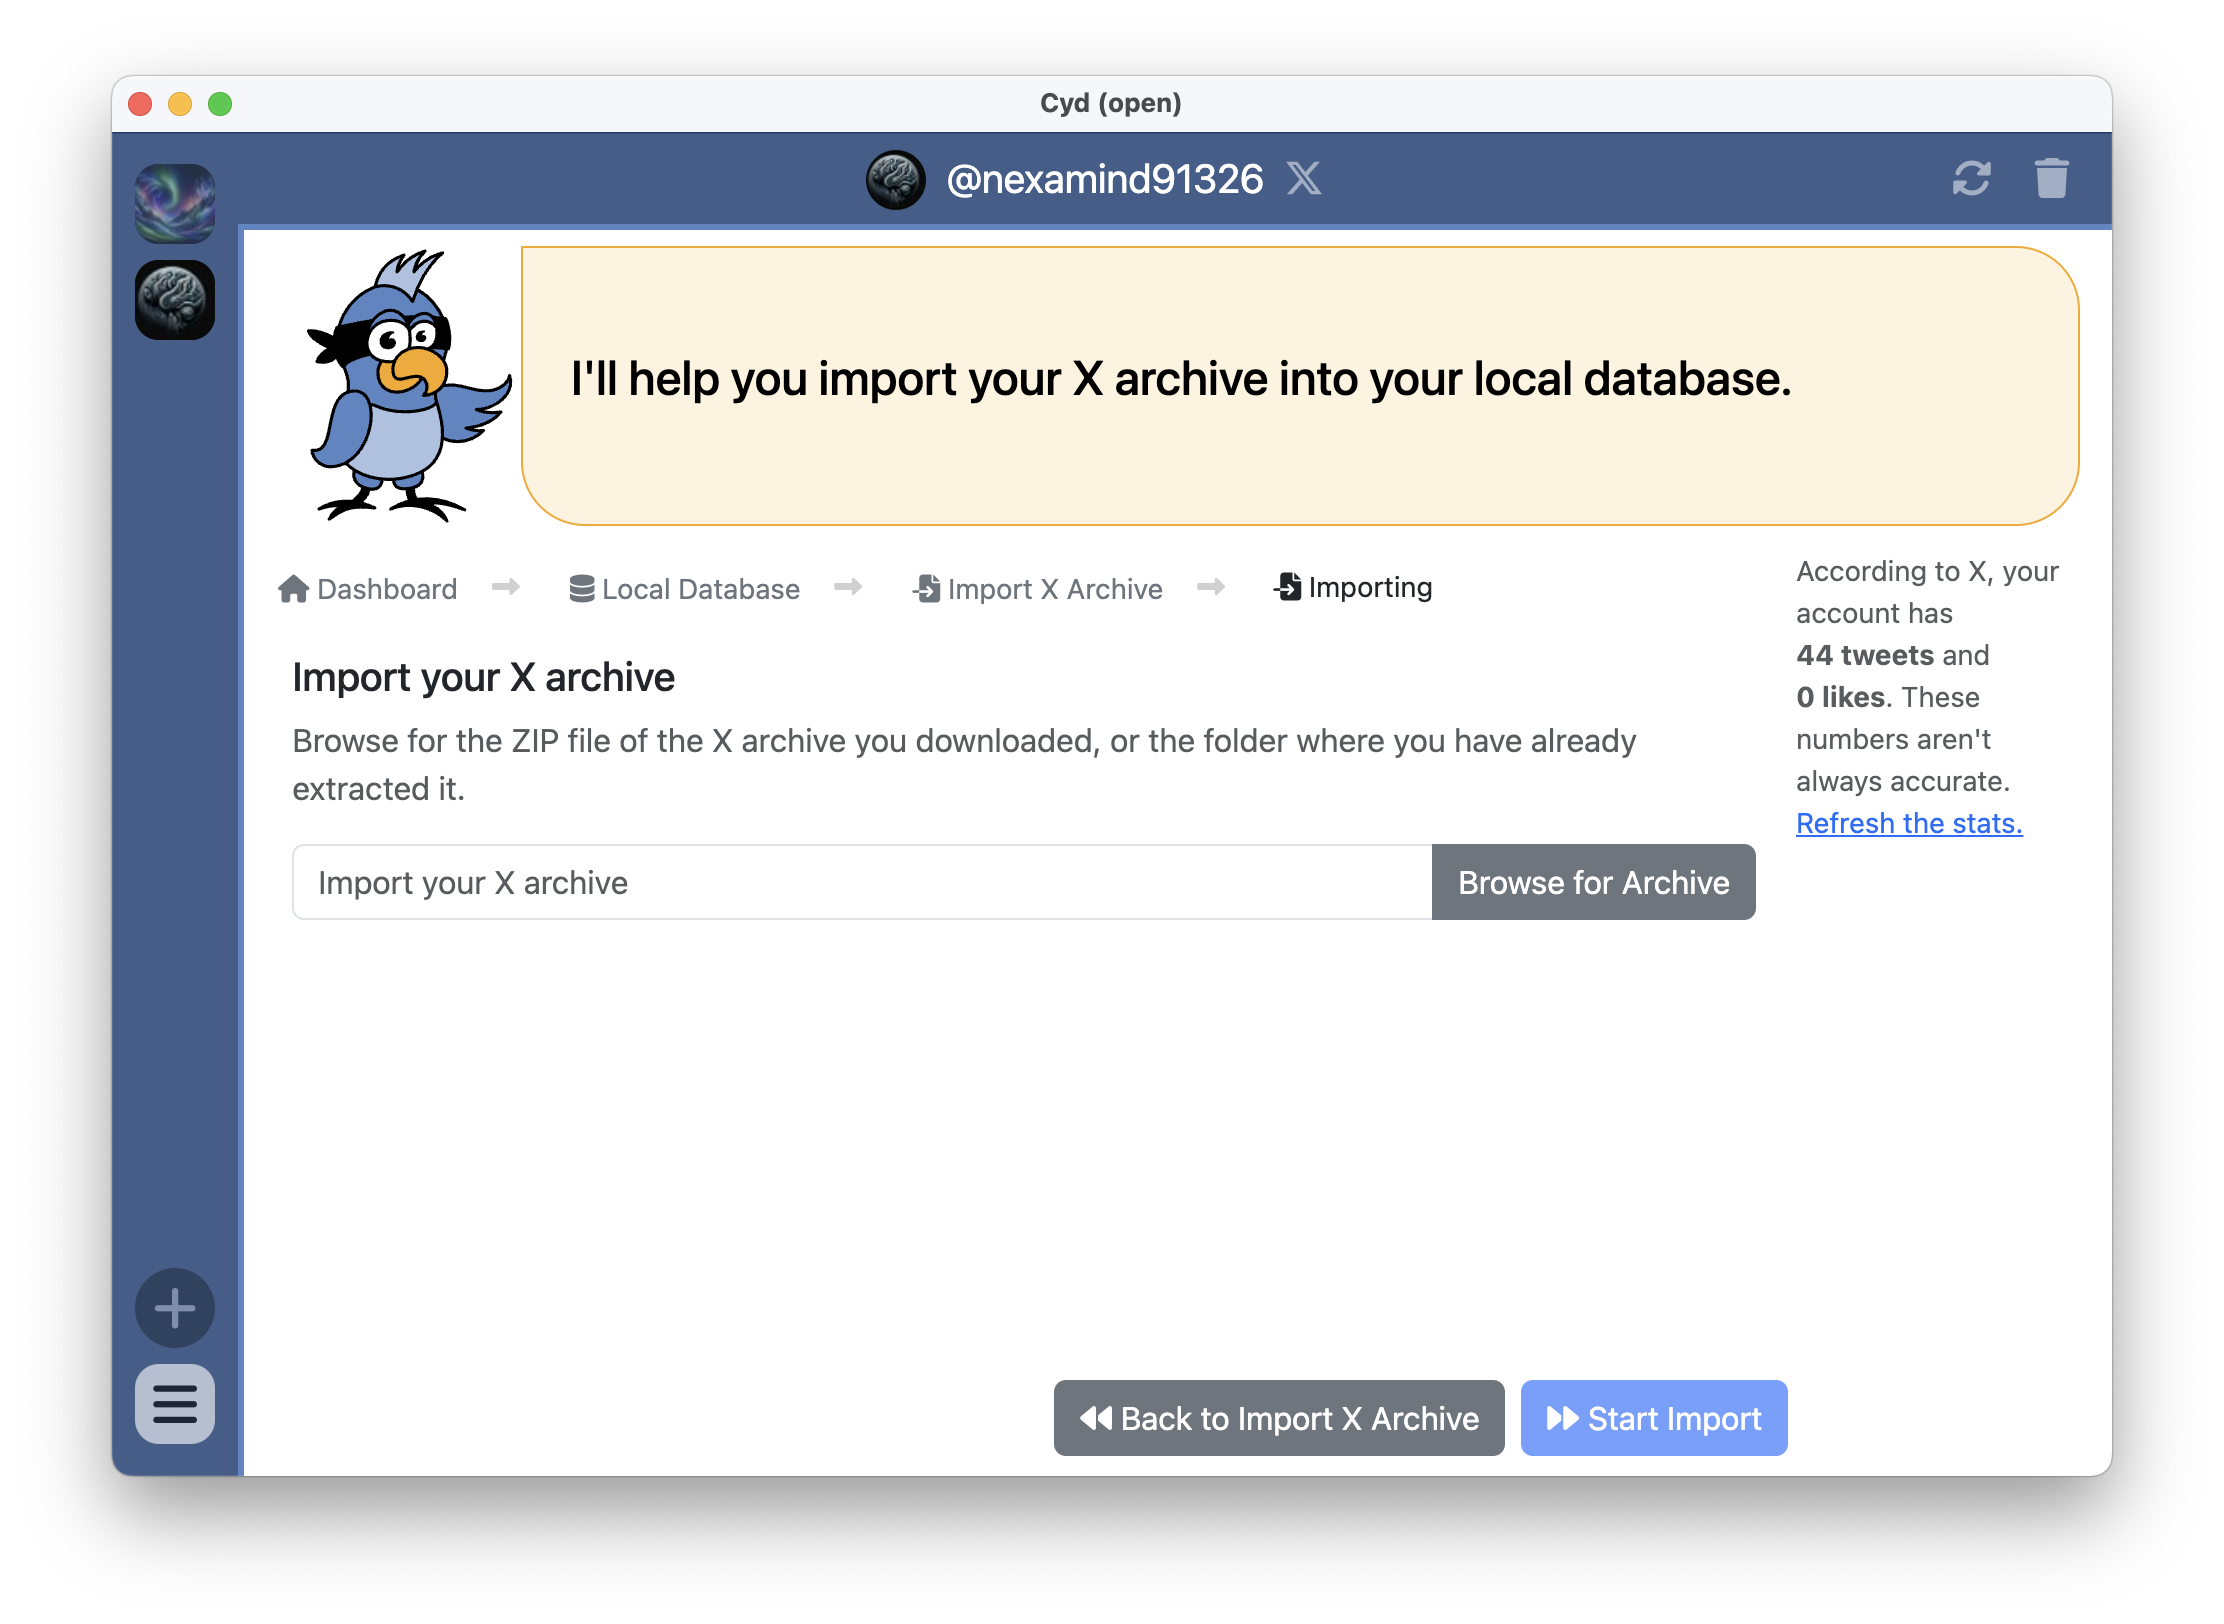 Cyd (open)
@nexamind91326
I'll help you import your X archive into your local database.
Dashboard
Local Database
Import X Archive
Importing
Import your X archive
Browse for the ZIP file of the X archive you downloaded, or the folder where you have already
extracted it.
Import your X archive
Browse for Archive
According to X, your
account has
44 tweets and
0 likes. These
numbers aren't
always accurate.
Refresh the stats.
Back to Import X Archive
Start Import